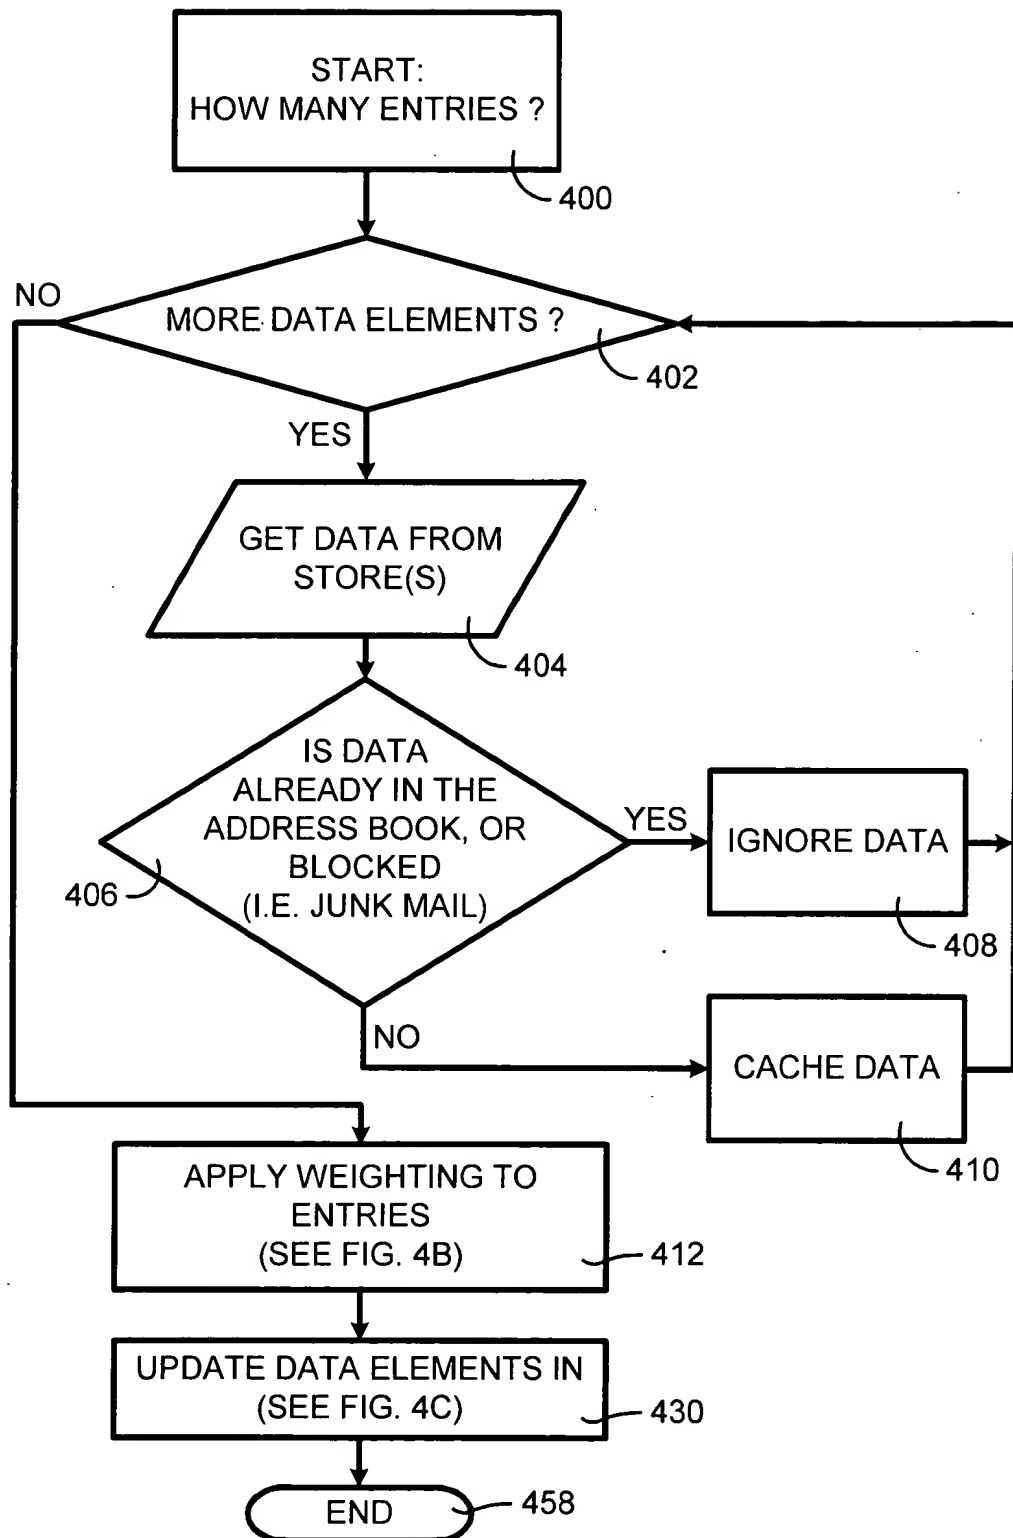 START:
HOW MANY ENTRIES ?
400
NO
MORE DATA ELEMENTS ?
402
YES
GET DATA FROM
STORE(S)
404
IS DATA
ALREADY IN THE
ADDRESS BOOK, OR
BLOCKED
(I.E. JUNK MAIL)
406
YES
IGNORE DATA
408
NO
CACHE DATA
410
APPLY WEIGHTING TO
ENTRIES
(SEE FIG. 4B)
412
UPDATE DATA ELEMENTS IN
(SEE FIG. 4C)
430
END
458